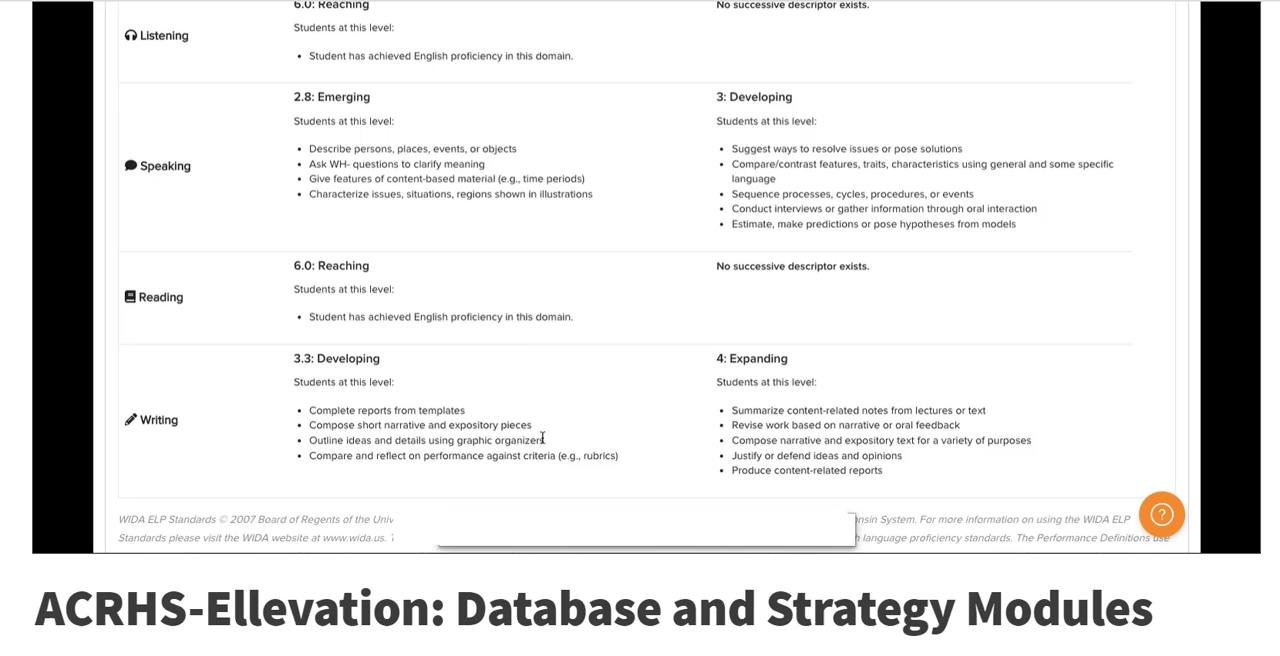 6.0: Reaching
No successive descriptor exists.
Listening
Students at this level:
• Student has achieved English proficiency in this domain.
2.8: Emerging
3: Developing
Students at this level:
Students at this level:
Speaking
• Describe persons, places, events, or objects
• Ask WH- questions to clarify meaning
• Give features of content-based material (e.g., time periods)
• Characterize issues, situations, regions shown in illustrations
• Suggest ways to resolve issues or pose solutions
• Compare/contrast features, traits, characteristics using general and some specific
language
• Sequence processes, cycles, procedures, or events
• Conduct interviews or gather information through oral interaction
• Estimate, make predictions or pose hypotheses from models
6.0: Reaching
No successive descriptor exists.
Reading
Students at this level:
• Student has achieved English proficiency in this domain.
3.3: Developing
4: Expanding
Students at this level:
Students at this level:
Writing
• Complete reports from templates
• Compose short narrative and expository pieces
• Outline ideas and details using graphic organizers
• Compare and reflect on performance against criteria (e.g., rubrics)
• Summarize content-related notes from lectures or text
• Revise work based on narrative or oral feedback
• Compose narrative and expository text for a variety of purposes
• Justify or defend ideas and opinions
• Produce content-related reports
WIDA ELP Standards © 2007 Board of Regents of the Univ
nsin System. For more information on using the WIDA ELP
Standards please visit the WIDA website at www.wida.us.
language proficiency standards. The Performance Definitions use
?
ACRHS-Ellevation: Database and Strategy Modules